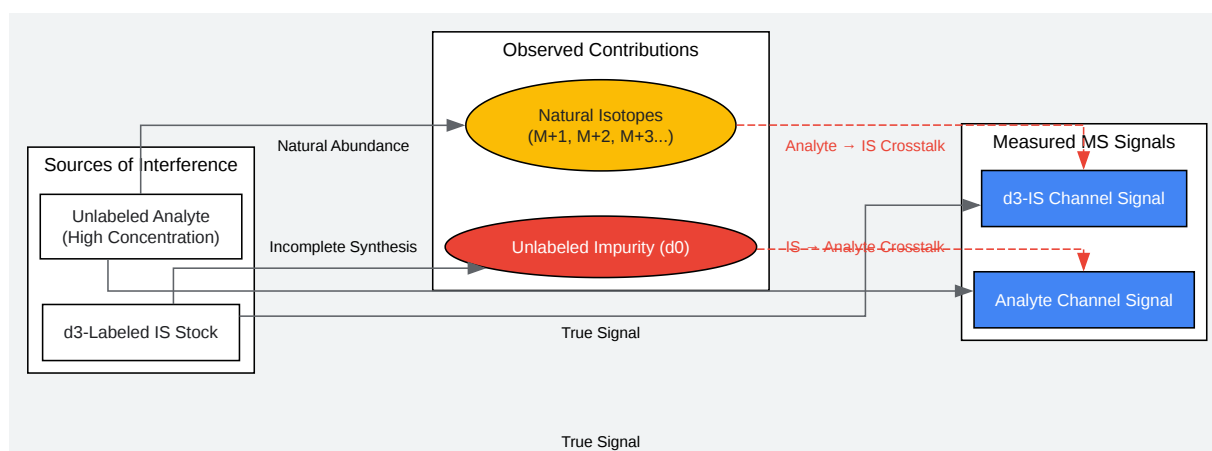 Observed Contributions
Natural Isotopes
(M+1, M+2, M+3...)
Natural Abundance
Analyte → IS Crosstalk
Measured MS Signals
Sources of Interference
d3-IS Channel Signal
Unlabeled Analyte
(High Concentration)
Incomplete Synthesis
Unlabeled Impurity (d0)
IS → Analyte Crosstalk
Analyte Channel Signal
d3-Labeled IS Stock
True Signal
True Signal